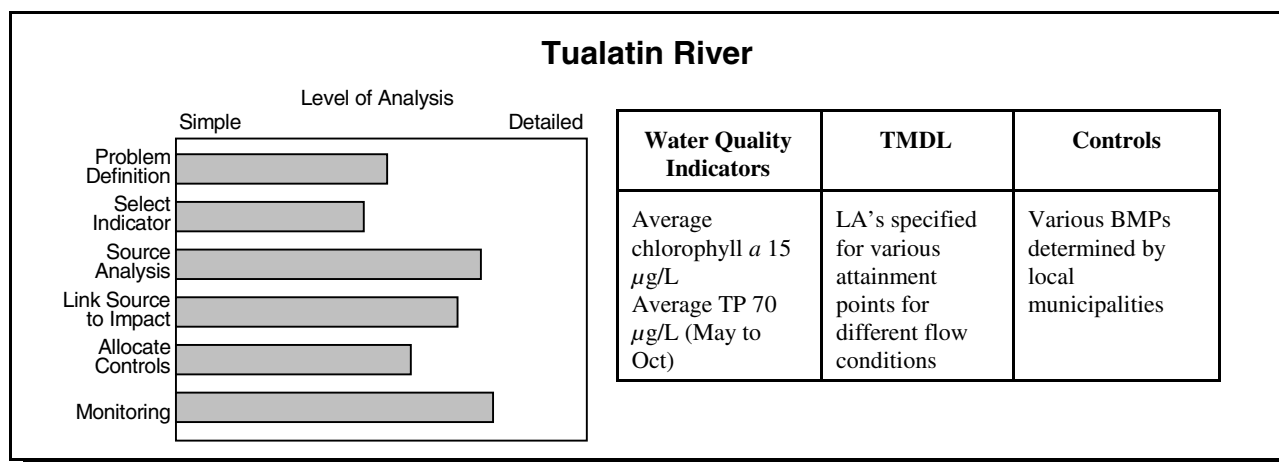 Tualatin River
Level of Analysis
Simple Detailed
Problem
Definition
Select
Indicator
Source
Analysis
Link Source
to Impact
Allocate
Controls
Monitoring
Water Quality
Indicators
TMDL
Controls
Average
chlorophyll a 15
µg/L
Average TP 70
µg/L (May to
Oct)
LA's specified
for various
attainment
points for
different flow
conditions
Various BMPs
determined by
local
municipalities